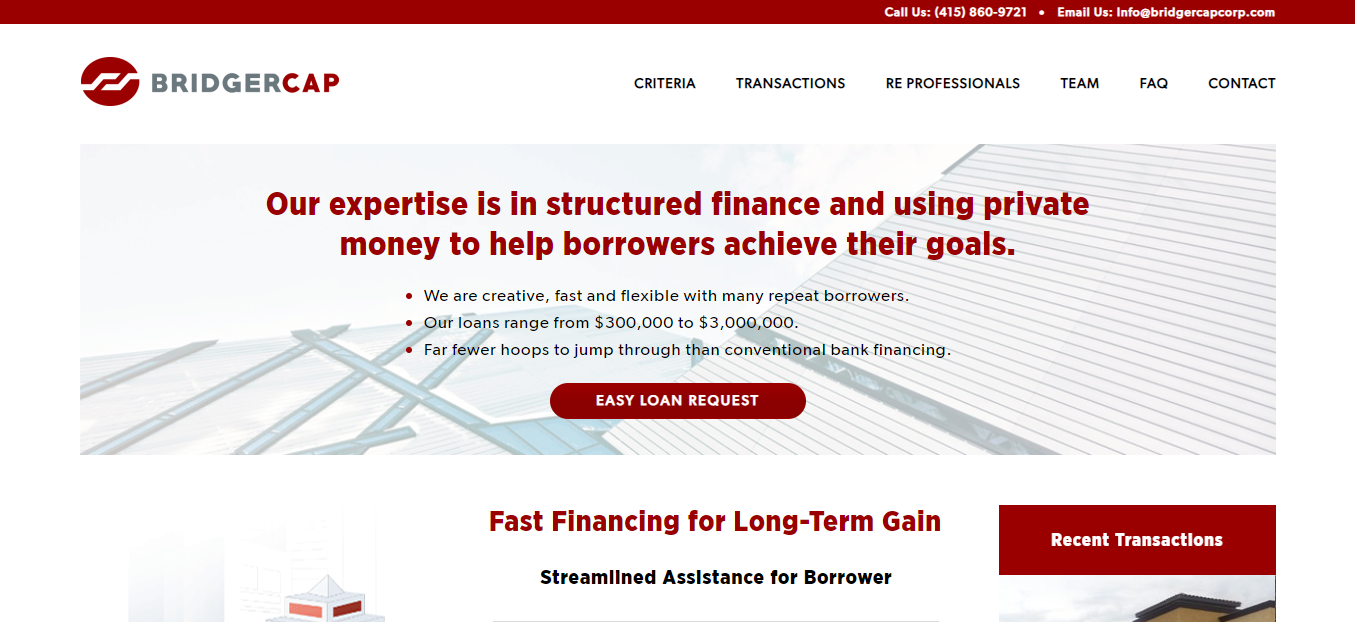 Call Us: (415) 860-9721 • Email Us: Info@bridgercapcorp.com
BRIDGERCAP
CRITERIA TRANSACTIONS RE PROFESSIONALS TEAM FAQ CONTACT
Our expertise is in structured finance and using private
money to help borrowers achieve their goals.
• We are creative, fast and flexible with many repeat borrowers.
• Our loans range from $300,000 to $3,000,000.
• Far fewer hoops to jump through than conventional bank financing.
EASY LOAN REQUEST
Fast Financing for Long-Term Gain
Streamlined Assistance for Borrower
Recent Transactions